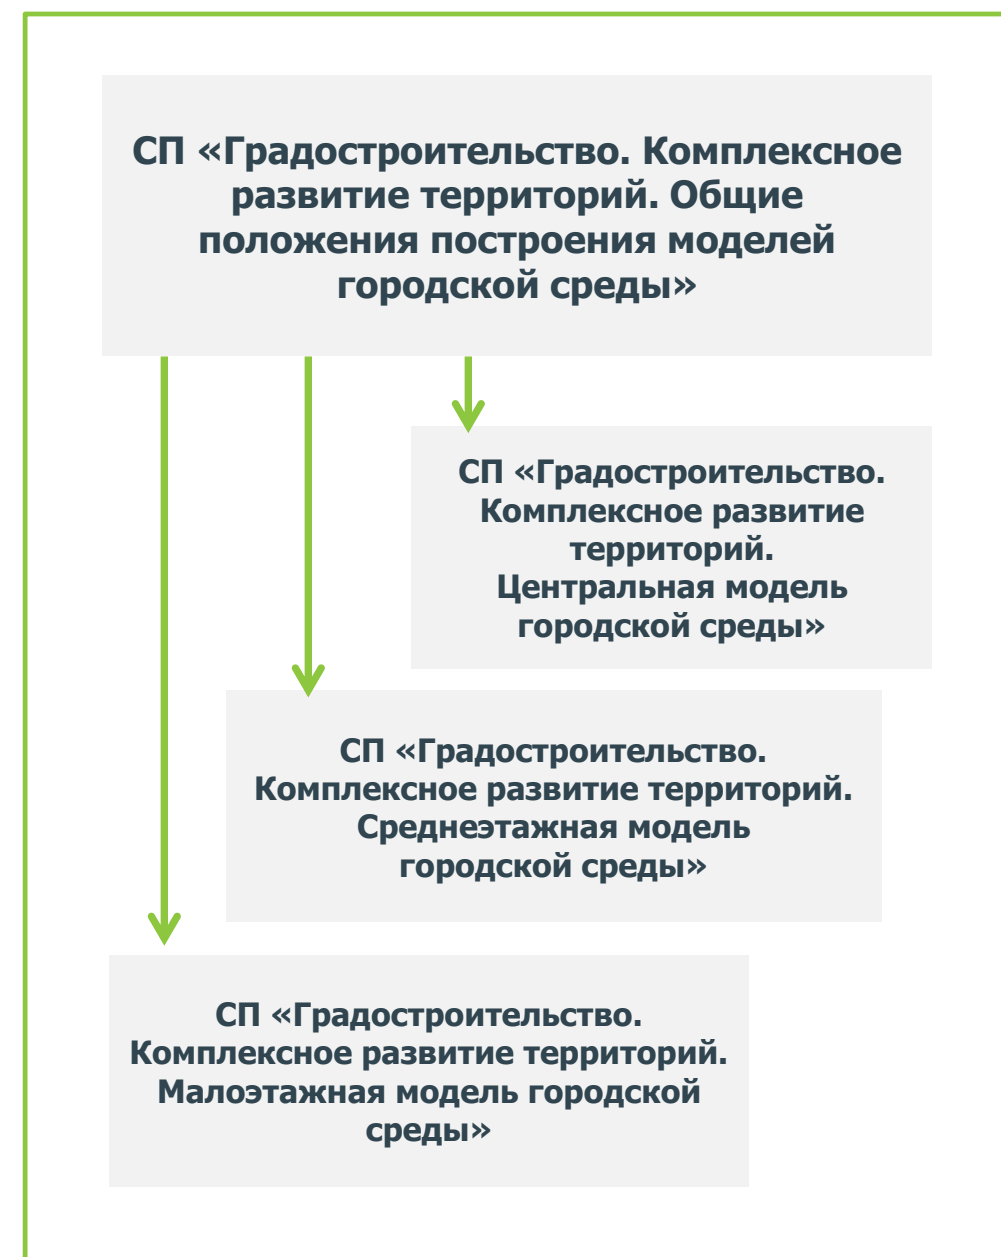 СП «Градостроительство. Комплексное
развитие территорий. Общие
положения построения моделей
городской среды»
СП «Градостроительство.
Комплексное развитие
территорий.
Центральная модель
городской среды»
СП «Градостроительство.
Комплексное развитие территорий.
Среднеэтажная модель
городской среды»
СП «Градостроительство.
Комплексное развитие территорий.
Малоэтажная модель городской
среды»